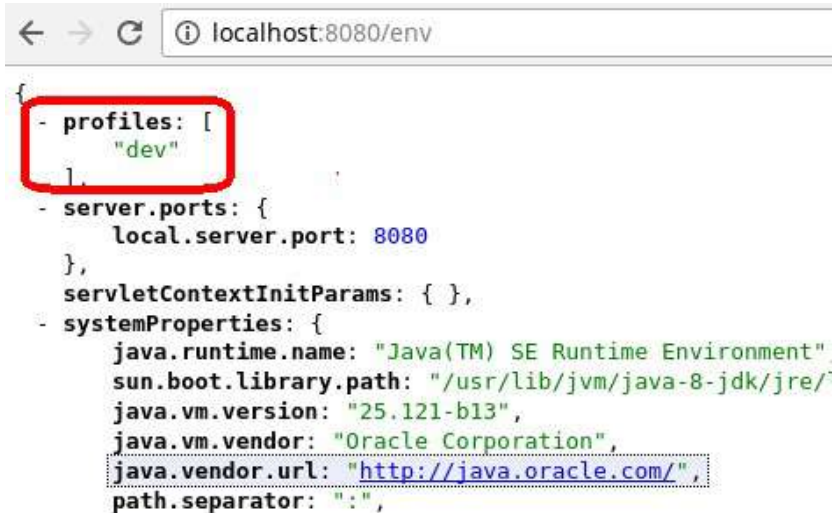 localhost:8080/env
{
- profiles: [
"dev"
],
- server.ports: {
local.server.port: 8080
},
servletContextInitParams: { },
- systemProperties: {
java.runtime.name: "Java(TM) SE Runtime Environment"
sun.boot.library.path: "/usr/lib/jvm/java-8-jdk/jre/
java.vm.version: "25.121-b13",
java.vm.vendor: "Oracle Corporation",
java.vendor.url: "http://java.oracle.com/",
path.separator: ":",